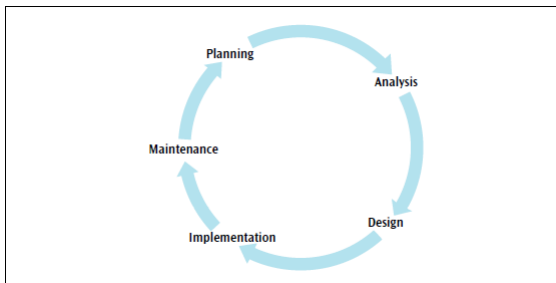 Planning
Analysis
Maintenance
Design
Implementation